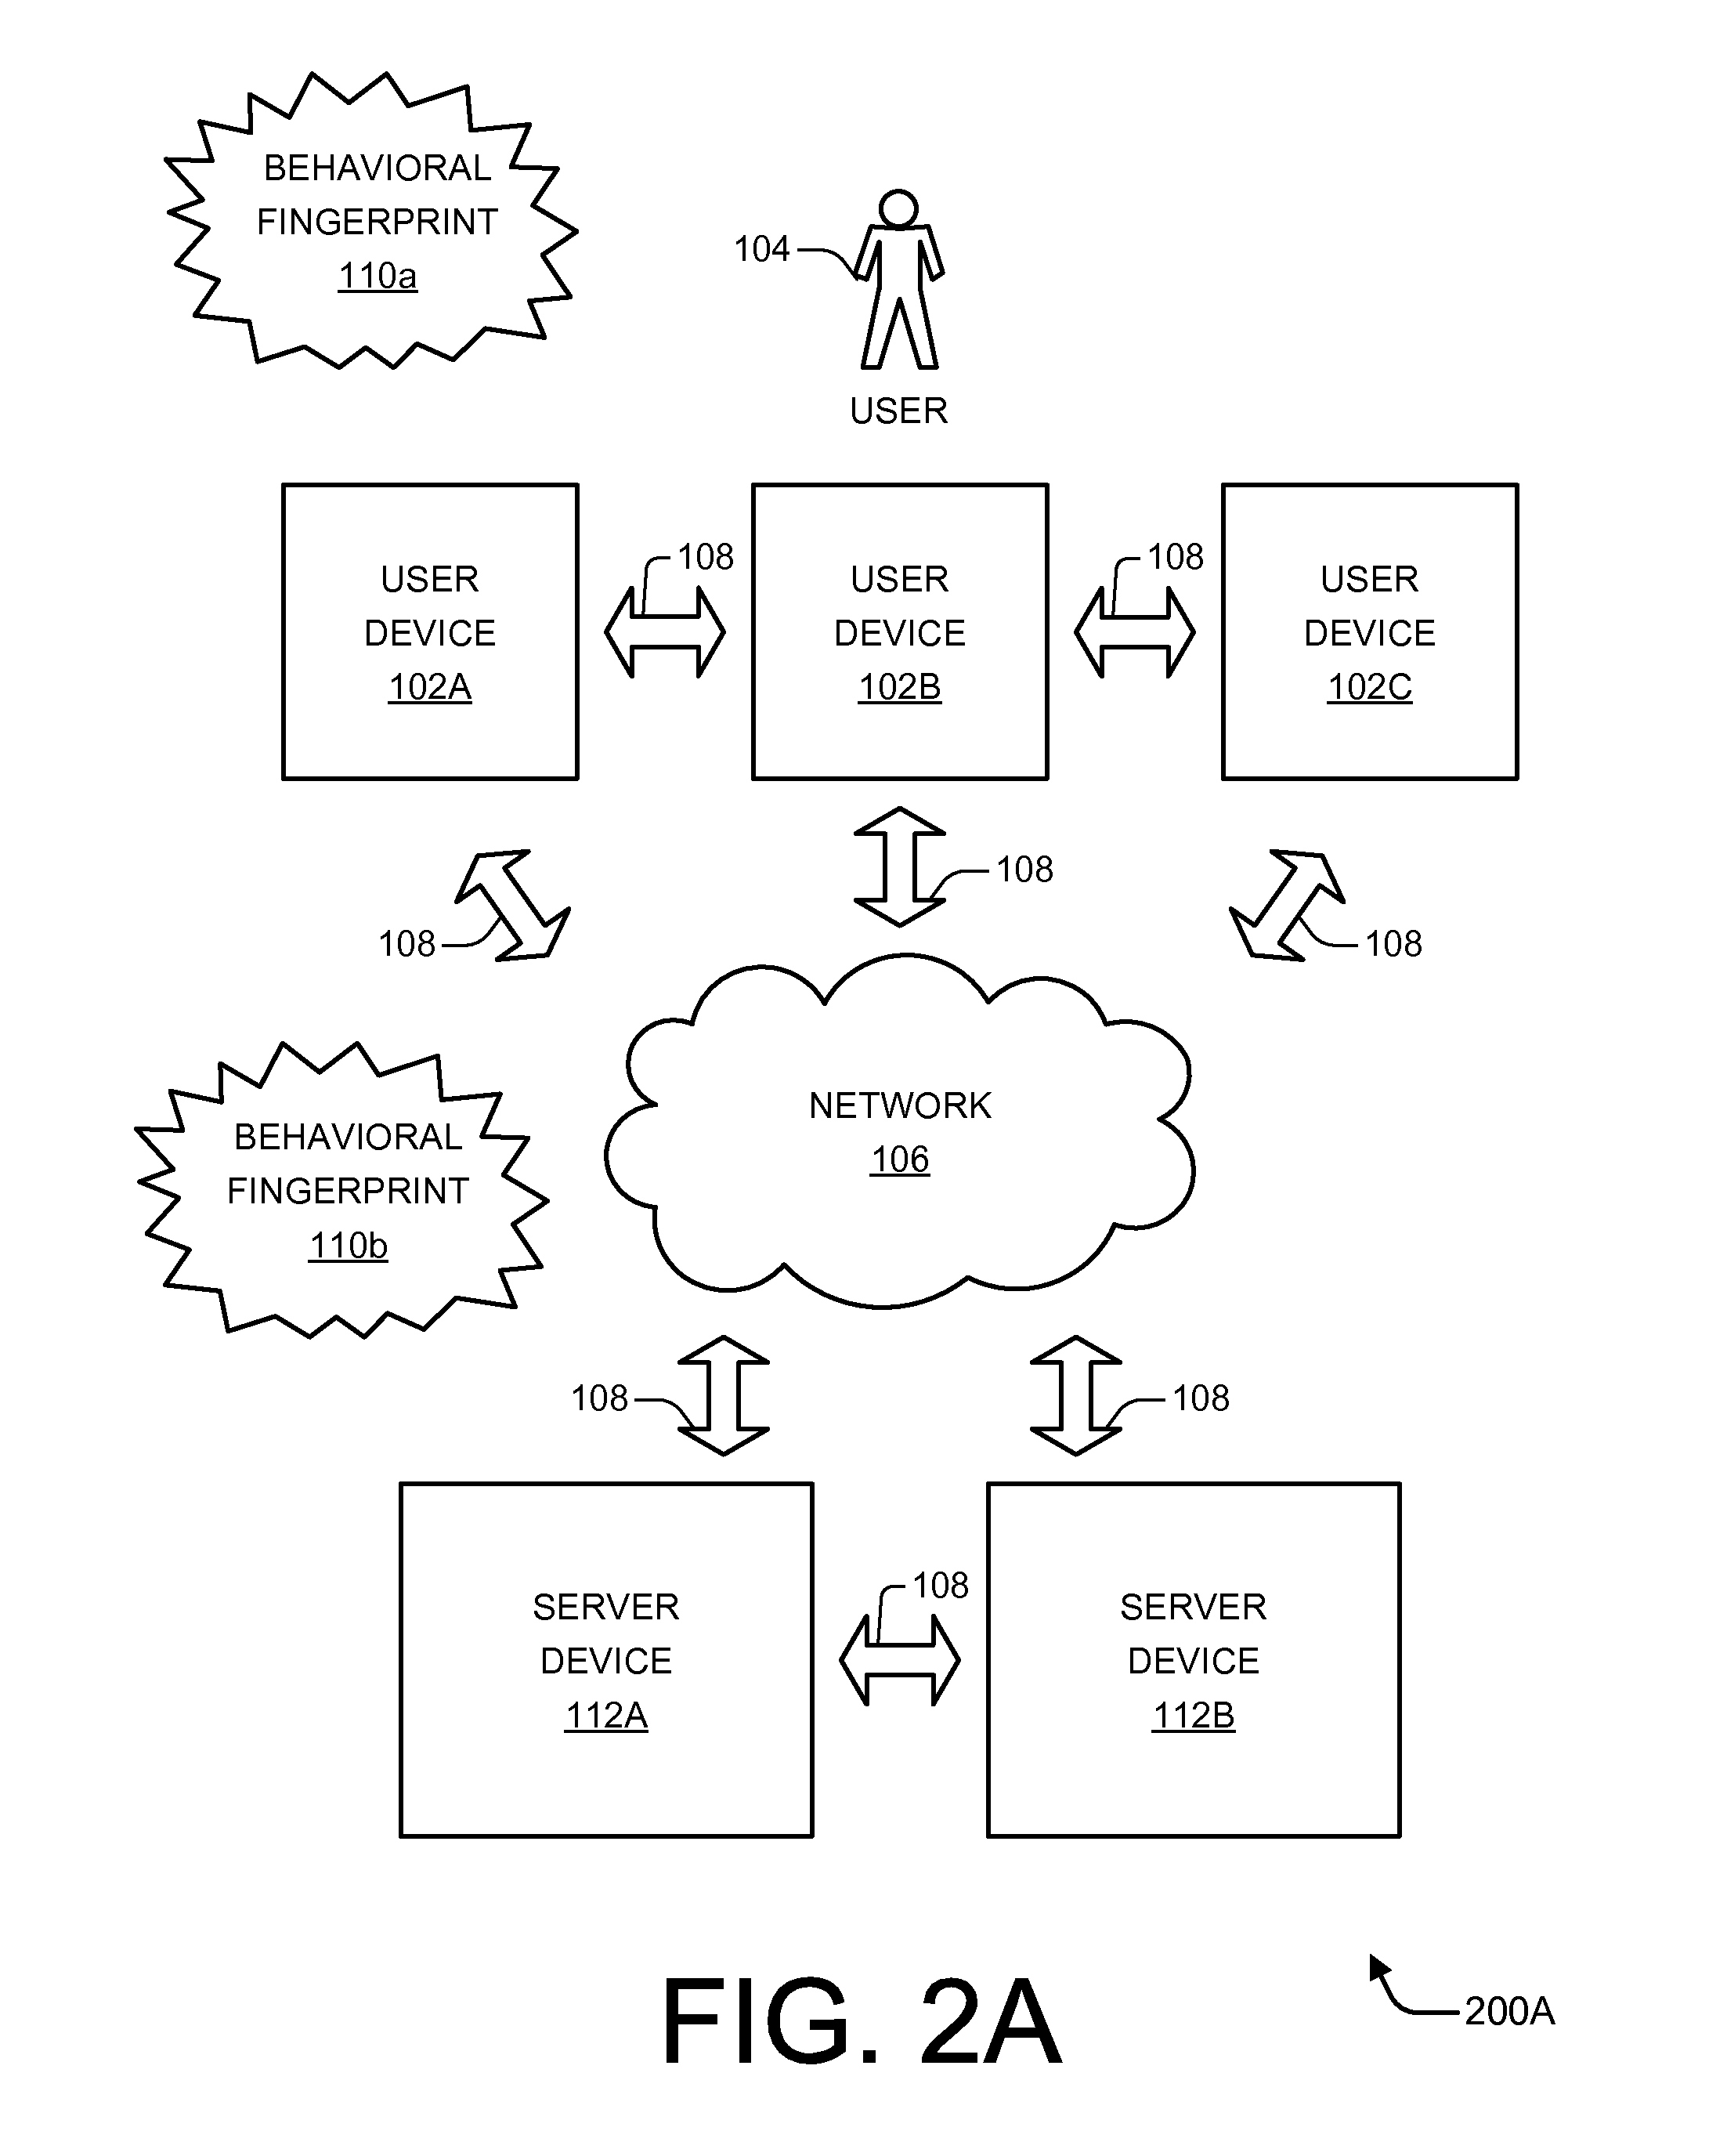 BEHAVIORAL
FINGERPRINT
110a
104
USER
108
108
USER
DEVICE
102A
USER
DEVICE
102B
USER
DEVICE
102C
108
108
108
NETWORK
106
BEHAVIORAL
FINGERPRINT
110b
108
108
108
SERVER
DEVICE
112A
SERVER
DEVICE
112B
FIG. 2A
200A